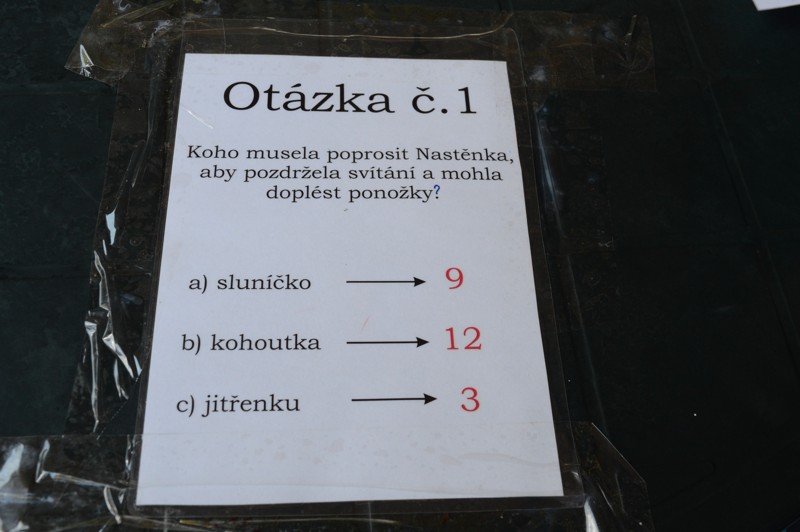 Otázka č.1
Koho musela poprosit Nastěnka,
aby pozdržela svítání a mohla
doplést ponožky?
a) sluníčko 9
b) kohoutka 12
c) jitřenku 3